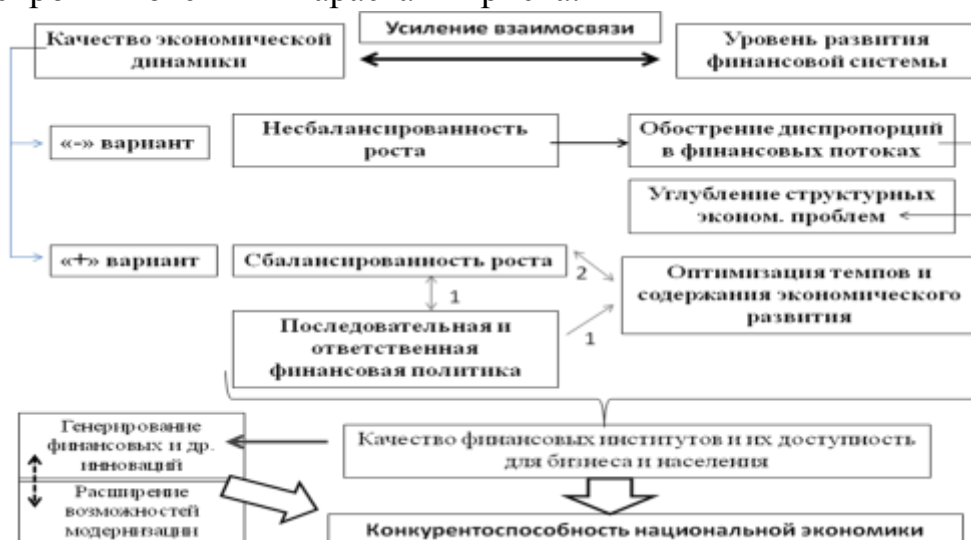 Усиление взаимосвязи
Качество экономической
динамики
Уровень развития
финансовой системы
«-» вариант
Несбалансированность
роста
Обострение диспропорций
в финансовых потоках
Углубление структурных
эконом. проблем
«+» вариант
Сбалансированность роста
2
Оптимизация темпов и
содержания экономического
развития
1
Последовательная и
ответственная
финансовая политика
1
Генерирование
финансовых и др.
инноваций
Качество финансовых институтов и их доступность
для бизнеса и населения
Расширение
возможностей
модернизации
Конкурентоспособность национальной экономики